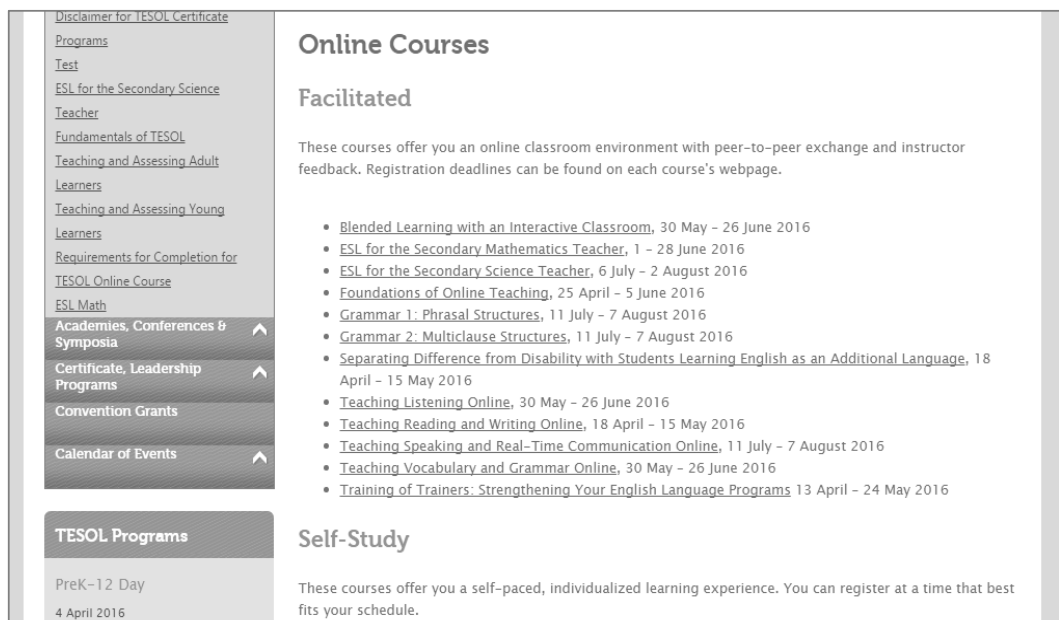 Disclaimer for TESOL Certificate
Programs
Test
ESL for the Secondary Science
Teacher
Fundamentals of TESOL
Teaching and Assessing Adult
Learners
Teaching and Assessing Young
Learners
Requirements for Completion for
TESOL Online Course
ESL Math
Academies, Conferences &
Symposia
Certificate, Leadership
Programs
Convention Grants
Calendar of Events
TESOL Programs
PreK–12 Day
4 April 2016
Online Courses
Facilitated
These courses offer you an online classroom environment with peer-to-peer exchange and instructor
feedback. Registration deadlines can be found on each course's webpage.
• Blended Learning with an Interactive Classroom, 30 May – 26 June 2016
• ESL for the Secondary Mathematics Teacher, 1 – 28 June 2016
• ESL for the Secondary Science Teacher, 6 July – 2 August 2016
• Foundations of Online Teaching, 25 April – 5 June 2016
• Grammar 1: Phrasal Structures, 11 July – 7 August 2016
• Grammar 2: Multiclause Structures, 11 July – 7 August 2016
• Separating Difference from Disability with Students Learning English as an Additional Language, 18
April – 15 May 2016
• Teaching Listening Online, 30 May – 26 June 2016
• Teaching Reading and Writing Online, 18 April – 15 May 2016
• Teaching Speaking and Real-Time Communication Online, 11 July – 7 August 2016
• Teaching Vocabulary and Grammar Online, 30 May – 26 June 2016
• Training of Trainers: Strengthening Your English Language Programs 13 April – 24 May 2016
Self-Study
These courses offer you a self-paced, individualized learning experience. You can register at a time that best
fits your schedule.